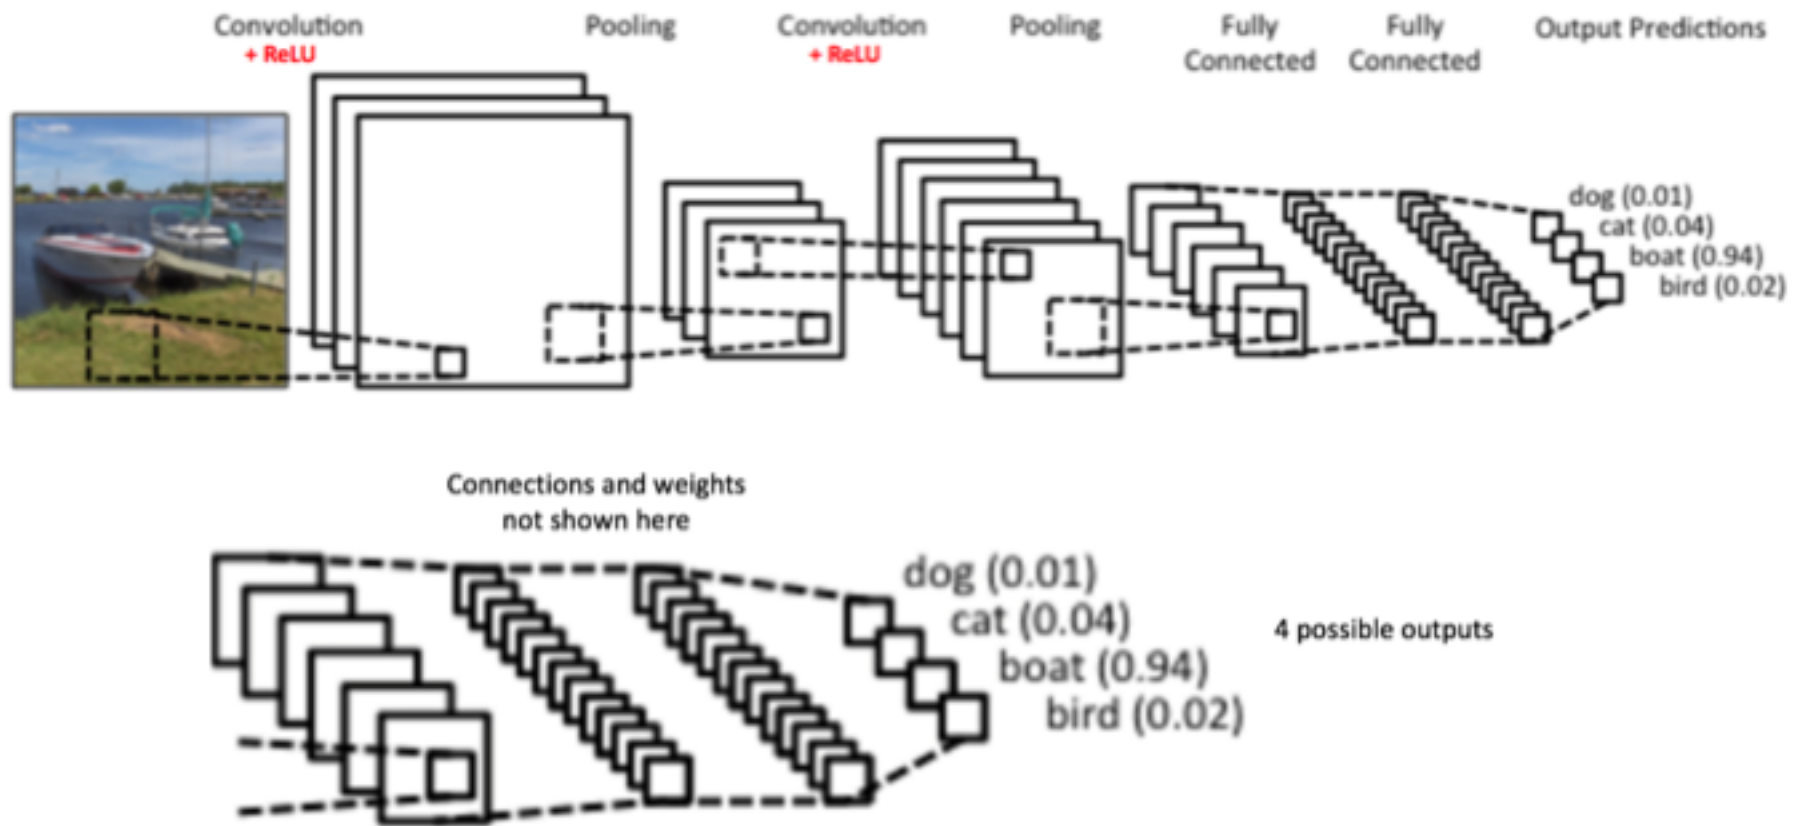 Convolution
+ ReLU
Pooling
Convolution
+ ReLU
Pooling
Fully
Connected
Fully
Connected
Output Predictions
dog (0.01)
cat (0.04)
boat (0.94)
bird (0.02)
Connections and weights
not shown here
dog (0.01)
cat (0.04)
boat (0.94)
bird (0.02)
4 possible outputs